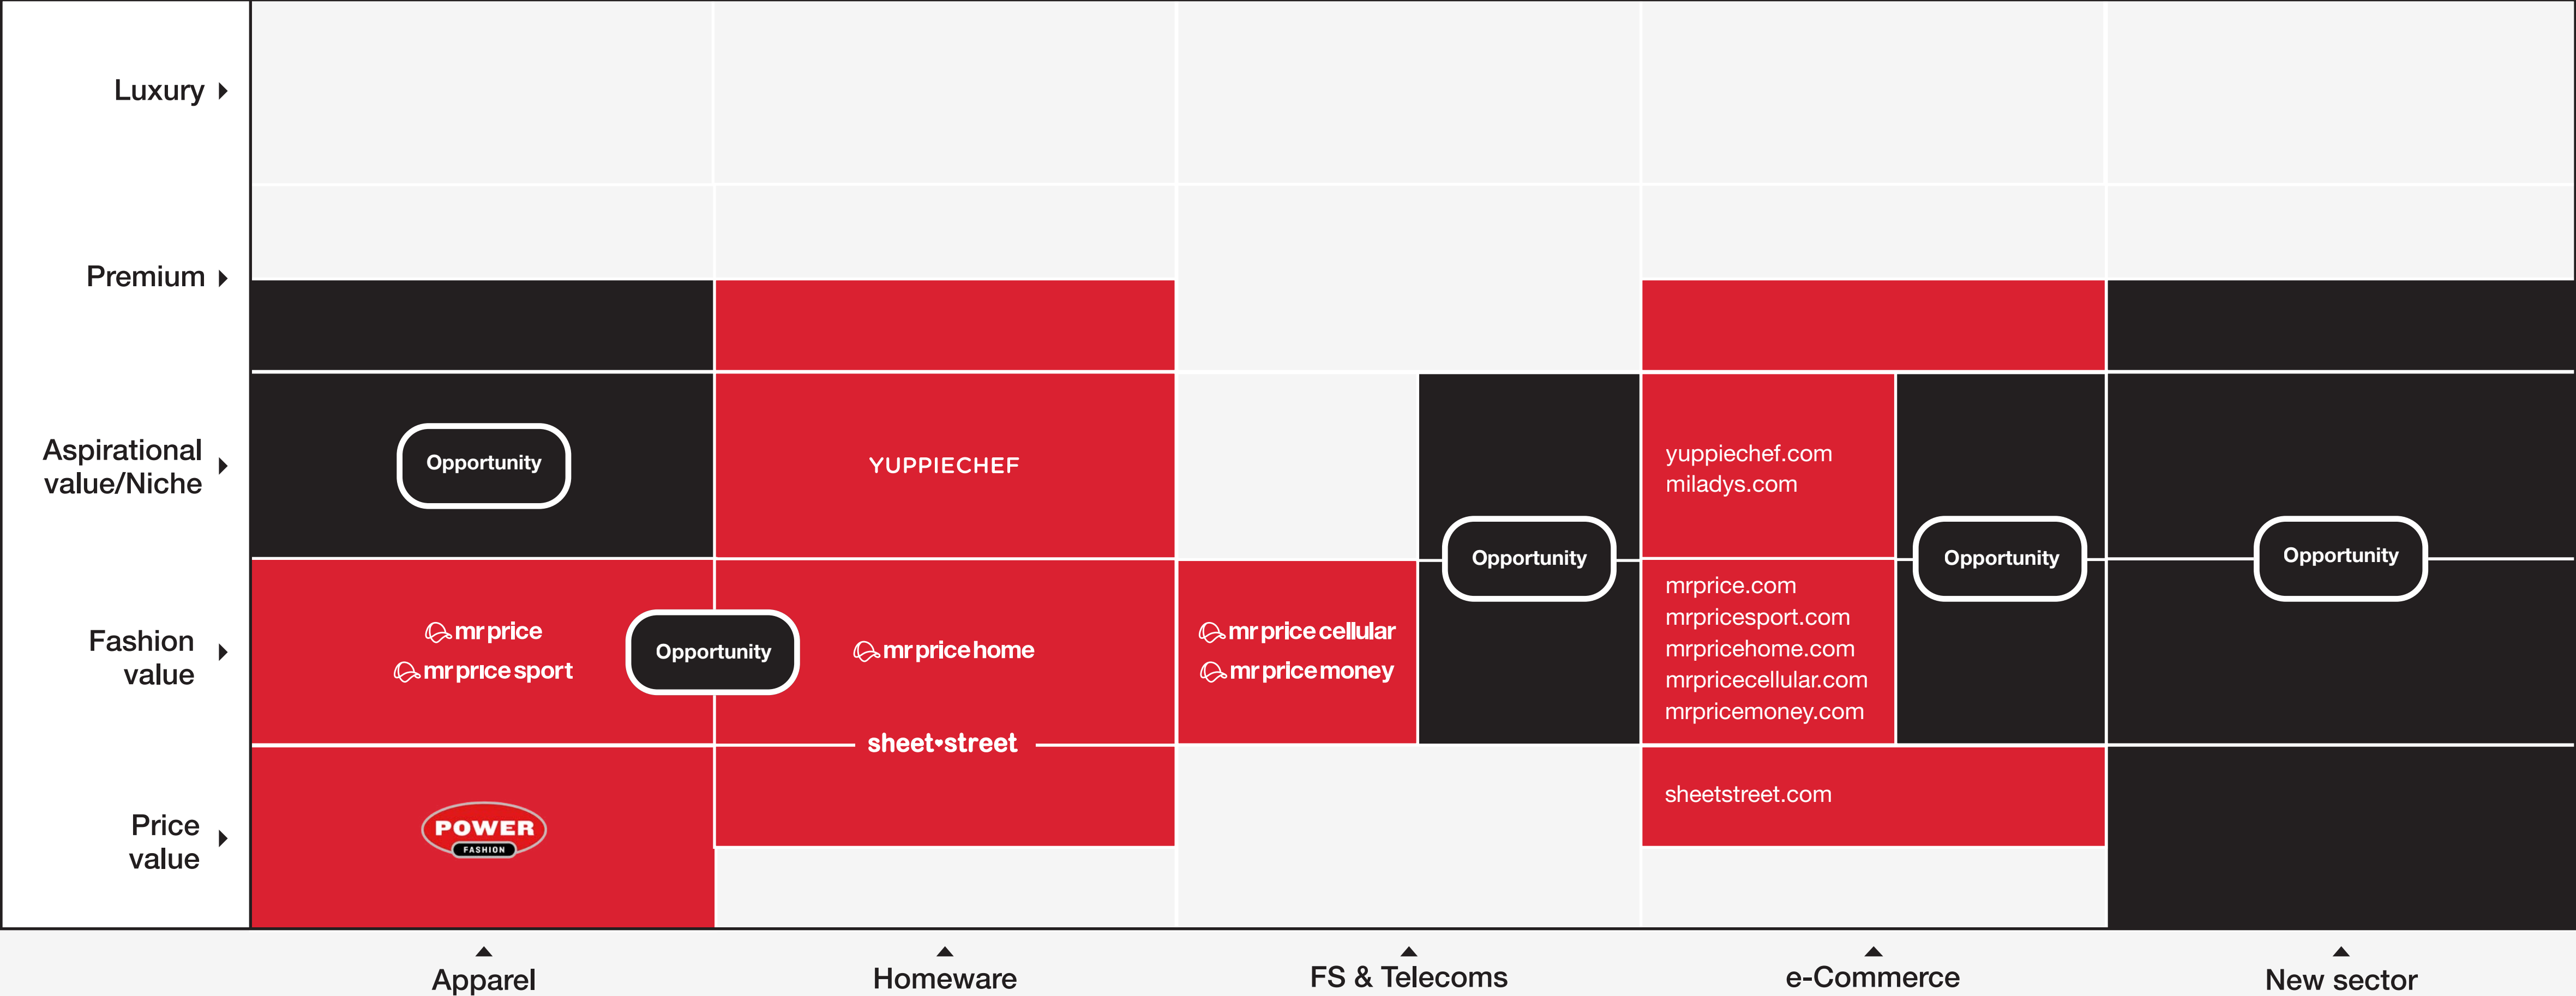 Luxury
Premium
Aspirational
value/Niche
Opportunity
YUPPIECHEF
Opportunity
yuppiechef.com
miladys.com
Opportunity
Opportunity
Fashion
value
mr price
mr price sport
Opportunity
mr price home
mr price cellular
mr price money
mrprice.com
mrpricesport.com
mrpricehome.com
mrpricecellular.com
mrpricemoney.com
sheet street
Price
value
POWER
FASHION
sheetstreet.com
Apparel
Homeware
FS & Telecoms
e-Commerce
New sector